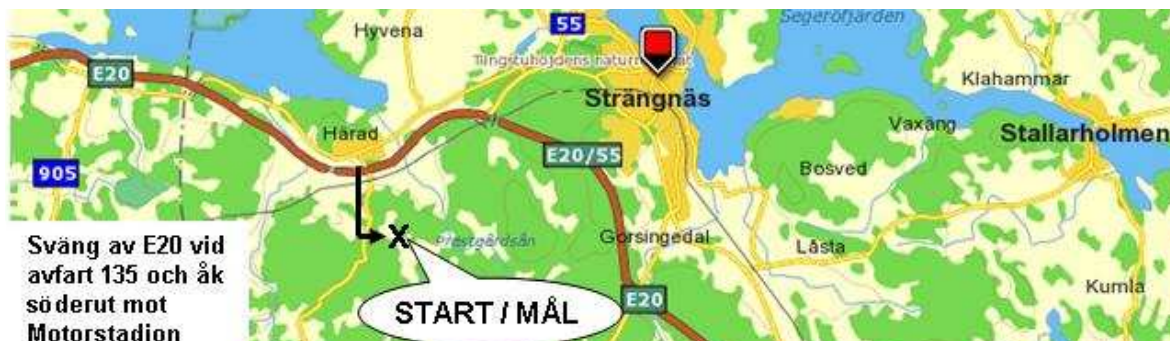 Segeröfjärden
Hyvena
55
E20
Strängnäs
Klahammar
Härad
Vaxäng
Stallarholmen
E20/55
905
Bosved
Sväng av E20 vid
avfart 135 och åk
söderut mot
Motorstadion
X
Prestgårdsån
Gorsingedal
Låsta
START / MÅL
E20
Kumla